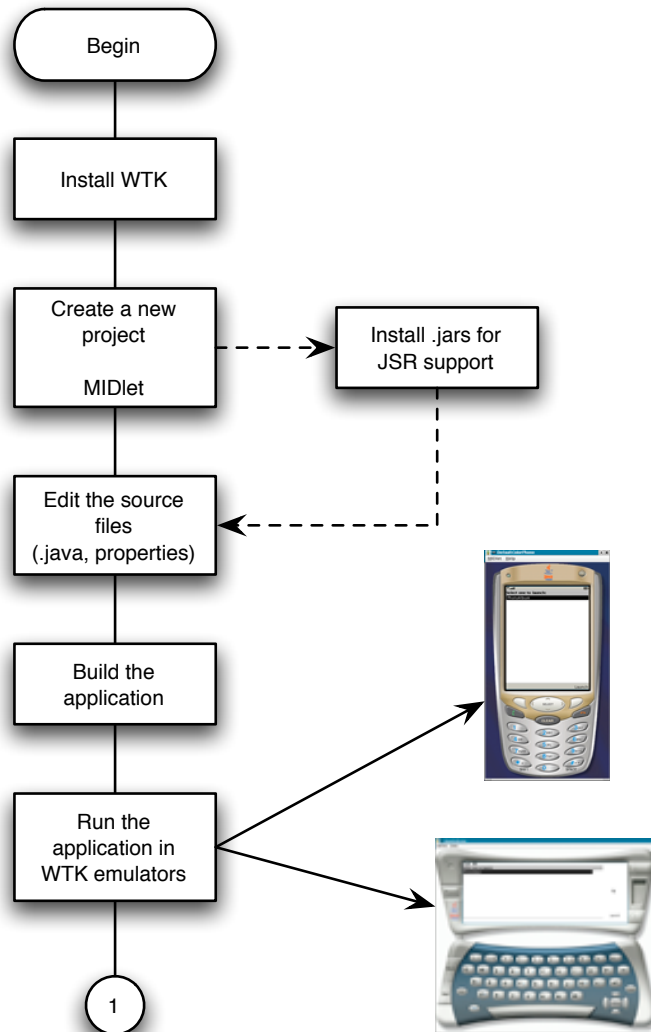 Begin
Install WTK
Create a new
project
MIDlet
Install .jars for
JSR support
Edit the source
files
(.java, properties)
Build the
application
Run the
application in
WTK emulators
1